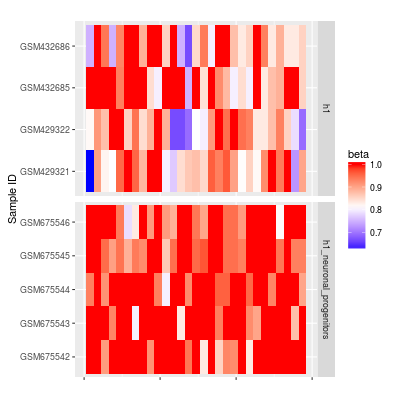 GSM432686
GSM432685
GSM429322
GSM429321
GSM675546
GSM675545
GSM675544
GSM675543
GSM675542
Sample ID
h1
h1_neuronal_progenitors
beta
1.0
0.9
0.8
0.7